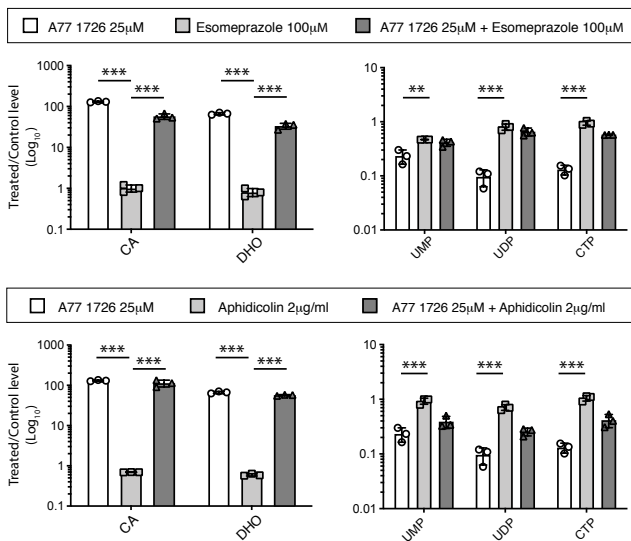 A77 1726 25μM Esomeprazole 100μM A77 1726 25μM + Esomeprazole 100μM
Treated/Control level
(Log10)
1000
100
10
1.0
0.1
*** *** *** ***
CA DHO
10
1
0.1
0.01
** *** ***
UMP UDP CTP
A77 1726 25μM Aphidicolin 2μg/ml A77 1726 25μM + Aphidicolin 2μg/ml
Treated/Control level
(Log10)
1000
100
10
1
0.1
*** *** *** ***
1
CA DHO
10
1
0.1
0.01
*** *** ***
UMP UDP CTP